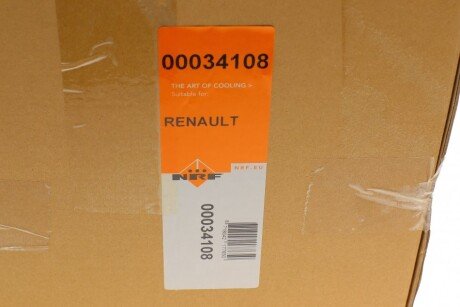 00034108
THE ART OF COOLING >
Suitable for:
RENAULT
NRF
NRF.EU
00034108